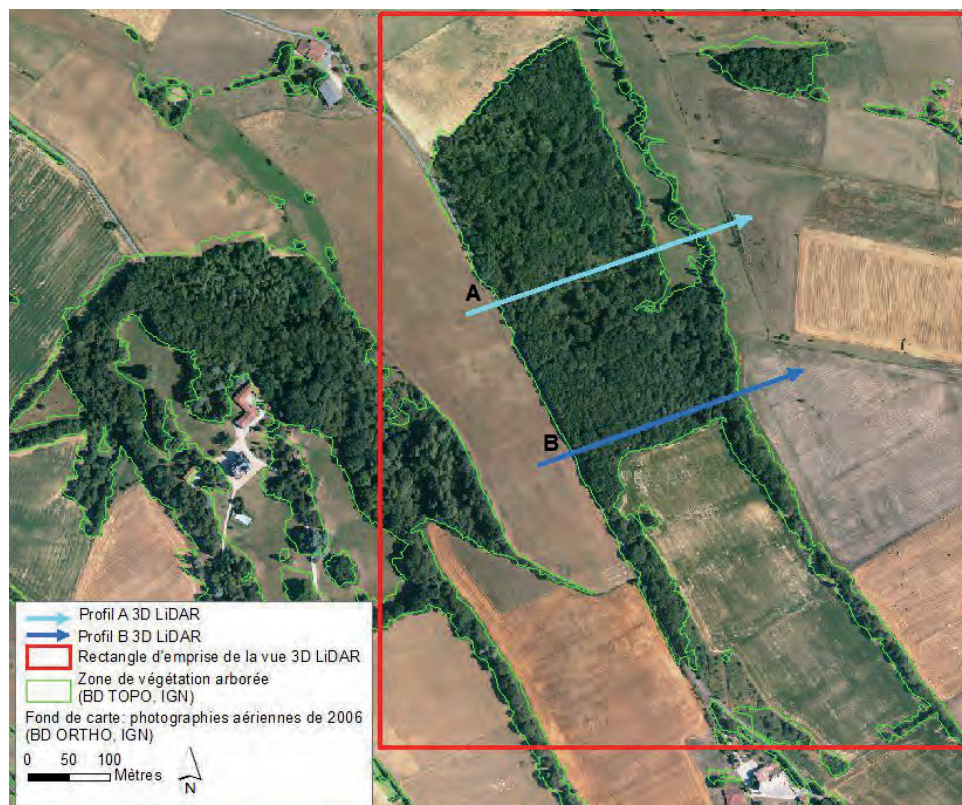 A
B
Profil A 3D LiDAR
Profil B 3D LiDAR
Rectangle d'emprise de la vue 3D LiDAR
Zone de végétation arborée
(BD TOPO, IGN)
Fond de carte: photographies aériennes de 2006
(BD ORTHO, IGN)
0 50 100
Mètres
N